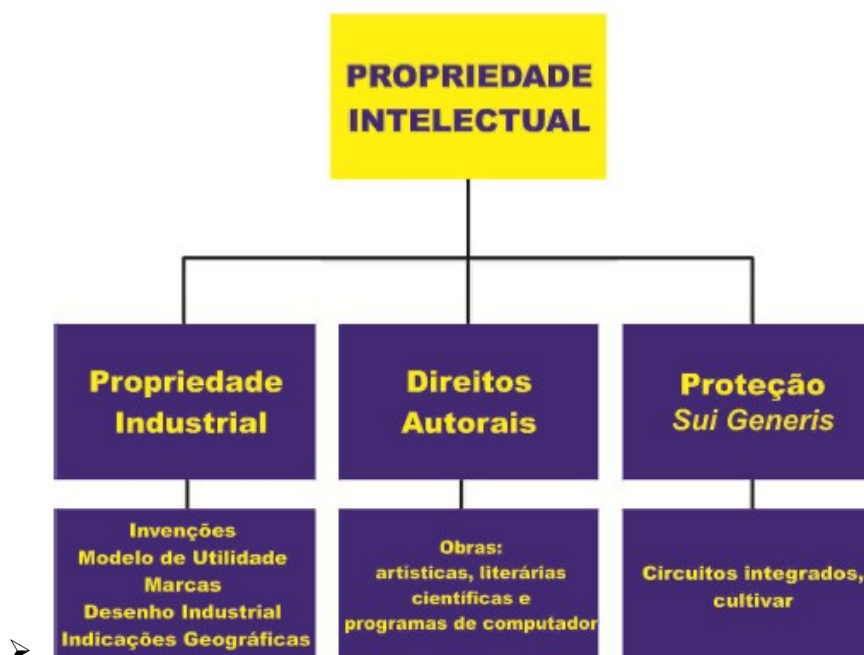 PROPRIEDADE
INTELECTUAL
Propriedade
Industrial
Direitos
Autorais
Proteção
Sui Generis
Invenções
Modelo de Utilidade
Marcas
Desenho Industrial
Indicações Geográficas
Obras:
artísticas, literárias
científicas e
programas de computador
Circuitos integrados,
cultivar